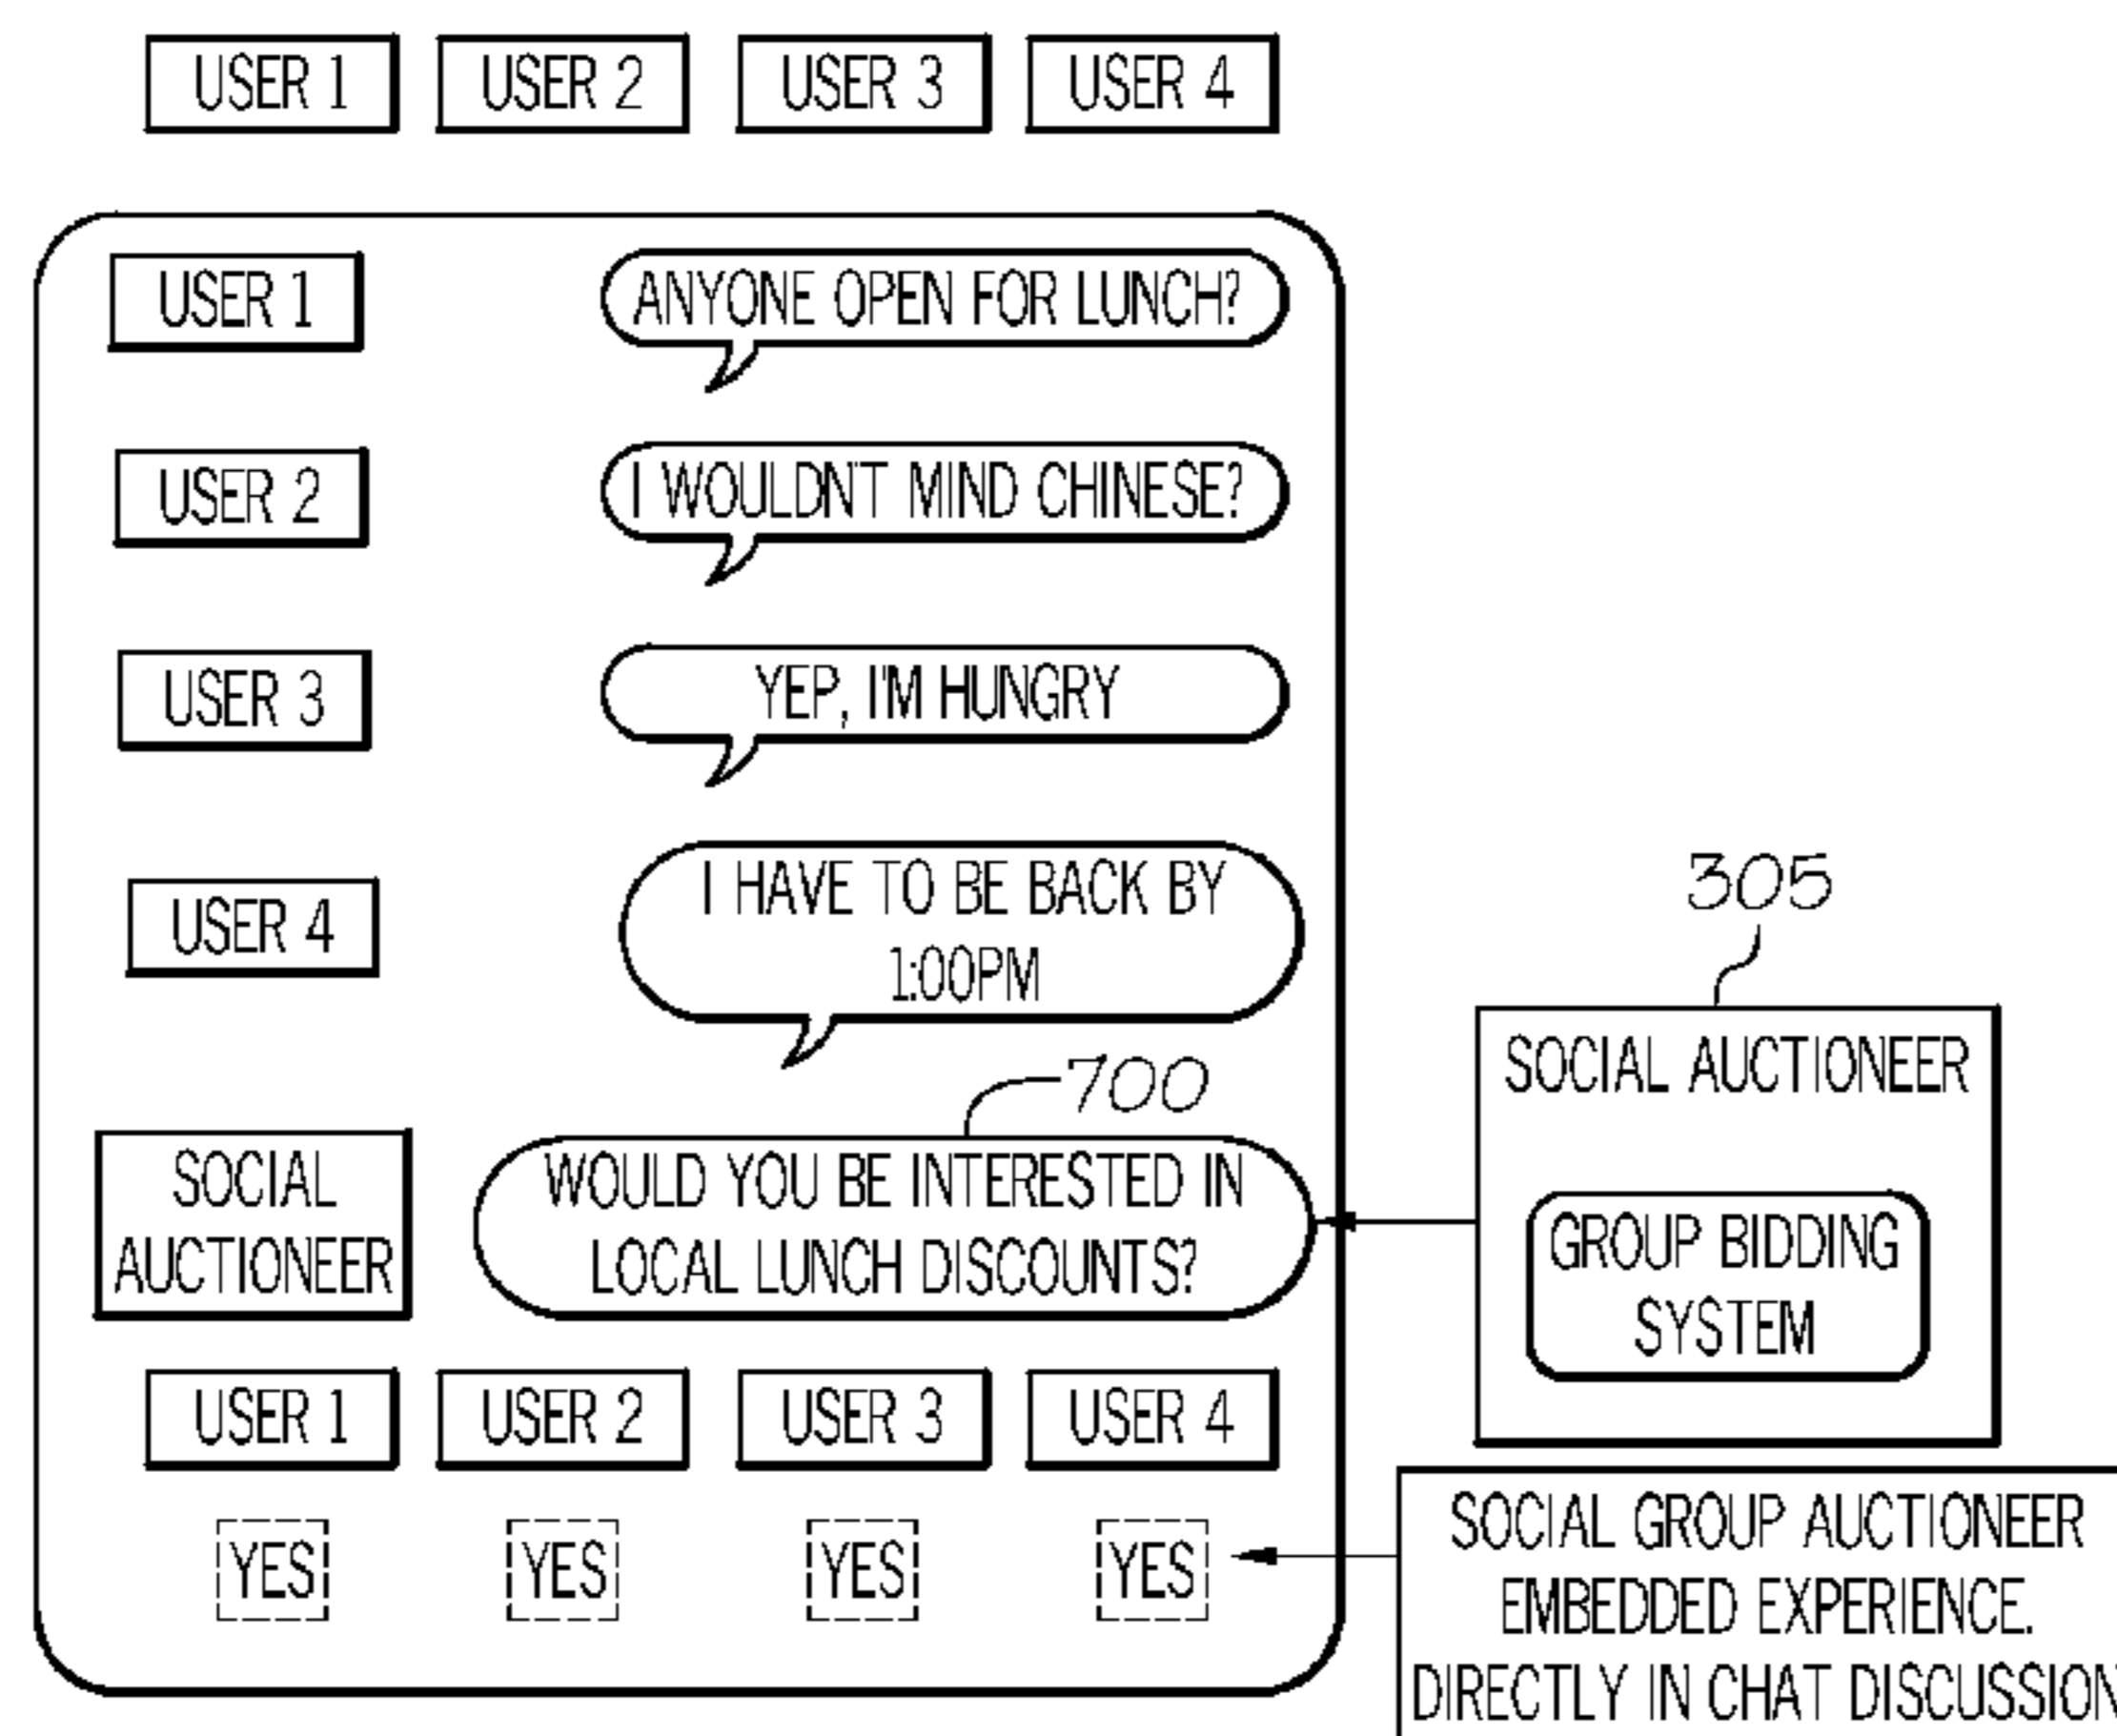 USER 1 USER 2 USER 3 USER 4
USER 1
ANYONE OPEN FOR LUNCH?
USER 2
I WOULDN'T MIND CHINESE?
USER 3
YEP, I'M HUNGRY
USER 4
I HAVE TO BE BACK BY
1:00PM
700
SOCIAL
AUCTIONEER
WOULD YOU BE INTERESTED IN
LOCAL LUNCH DISCOUNTS?
305
SOCIAL AUCTIONEER
GROUP BIDDING
SYSTEM
USER 1 USER 2 USER 3 USER 4
YES YES YES YES
SOCIAL GROUP AUCTIONEER
EMBEDDED EXPERIENCE.
DIRECTLY IN CHAT DISCUSSION